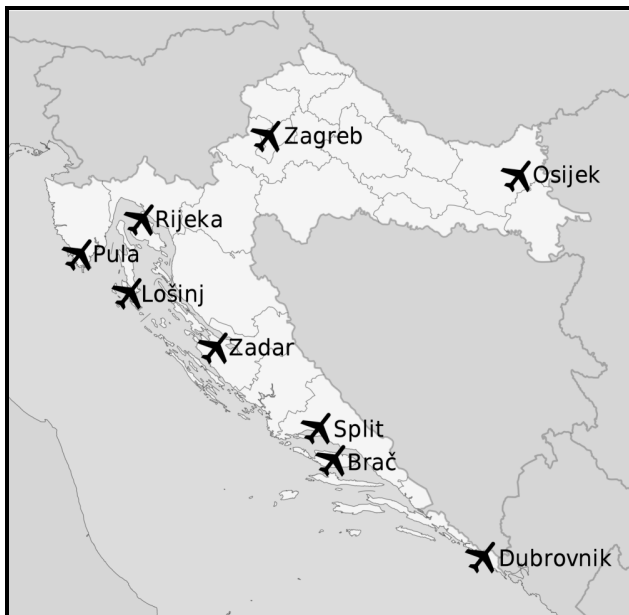 Zagreb
Osijek
Rijeka
Pula
Lošinj
Zadar
Split
Brač
Dubrovnik